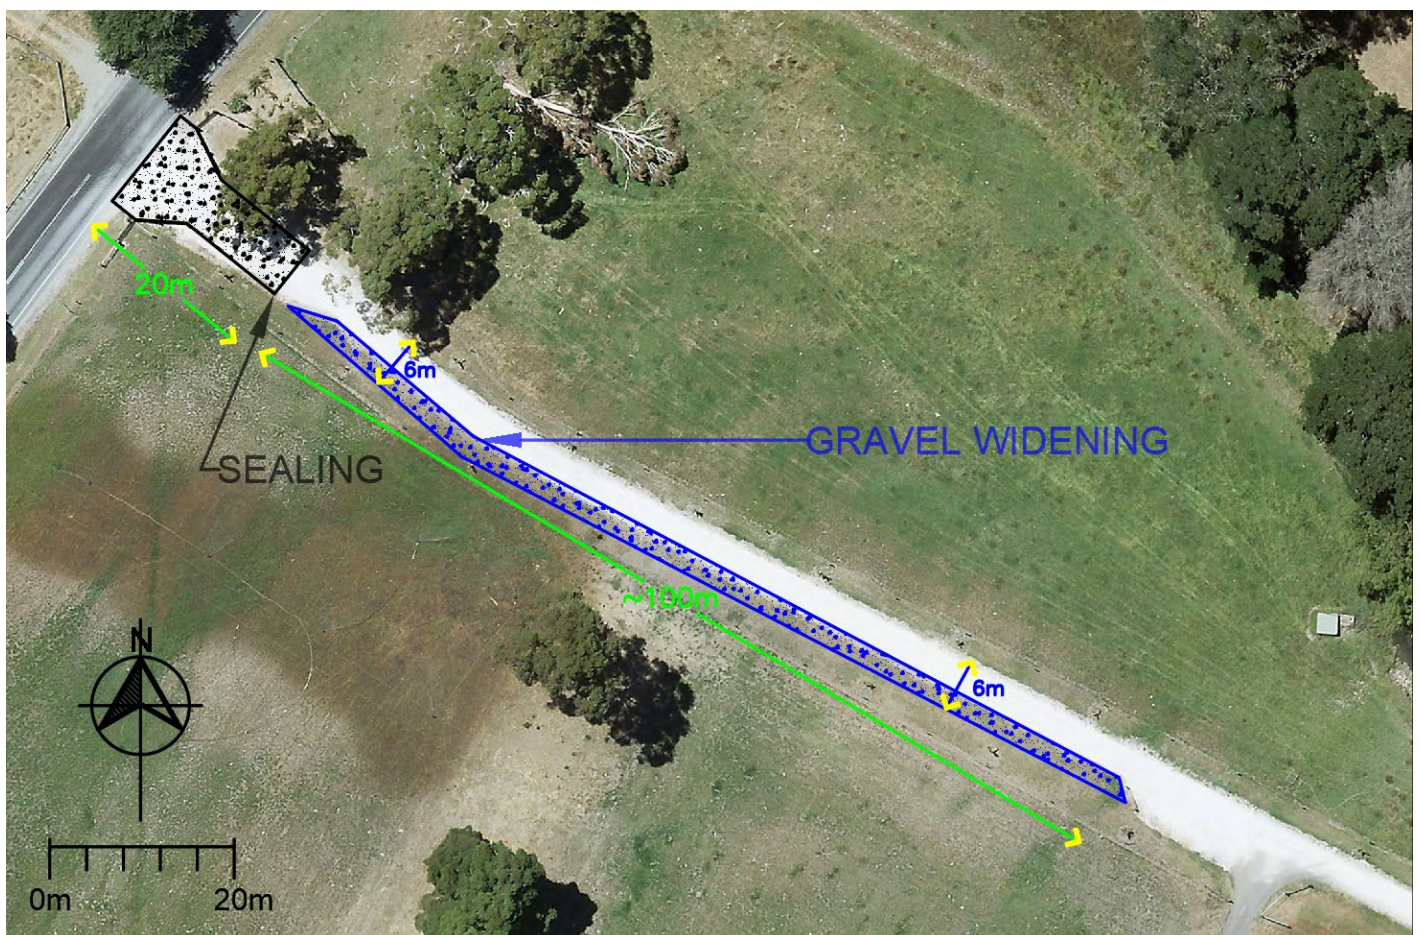 20m
6m
GRAVEL WIDENING
SEALING
~100m
N
6m
0m 20m